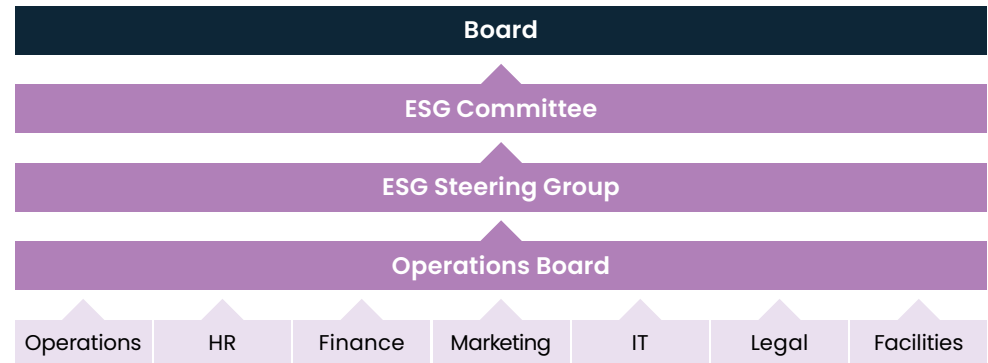 Board
ESG Committee
ESG Steering Group
Operations Board
Operations HR Finance Marketing IT Legal Facilities